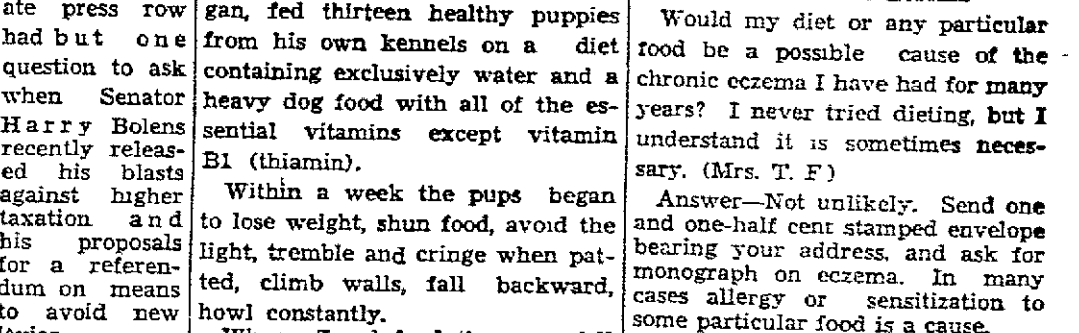 ate press row
had but one
question to ask
when Senator
Harry Bolens
recently releas-
ed his blasts
against higher
taxation and
his proposals
for a referen-
dum on means
to avoid new
gan, fed thirteen healthy puppies
from his own kennels on a diet
containing exclusively water and a
heavy dog food with all of the es-
sential vitamins except vitamin
B1 (thiamin).
Within a week the pups began
to lose weight, shun food, avoid the
light, tremble and cringe when pat-
ted, climb walls, fall backward,
howl constantly.
Would my diet or any particular
food be a possible cause of the
chronic eczema I have had for many
years? I never tried dieting, but I
understand it is sometimes neces-
sary. (Mrs. T. F)
Answer—Not unlikely. Send one
and one-half cent stamped envelope
bearing your address, and ask for
monograph on eczema. In many
cases allergy or sensitization to
some particular food is a cause.